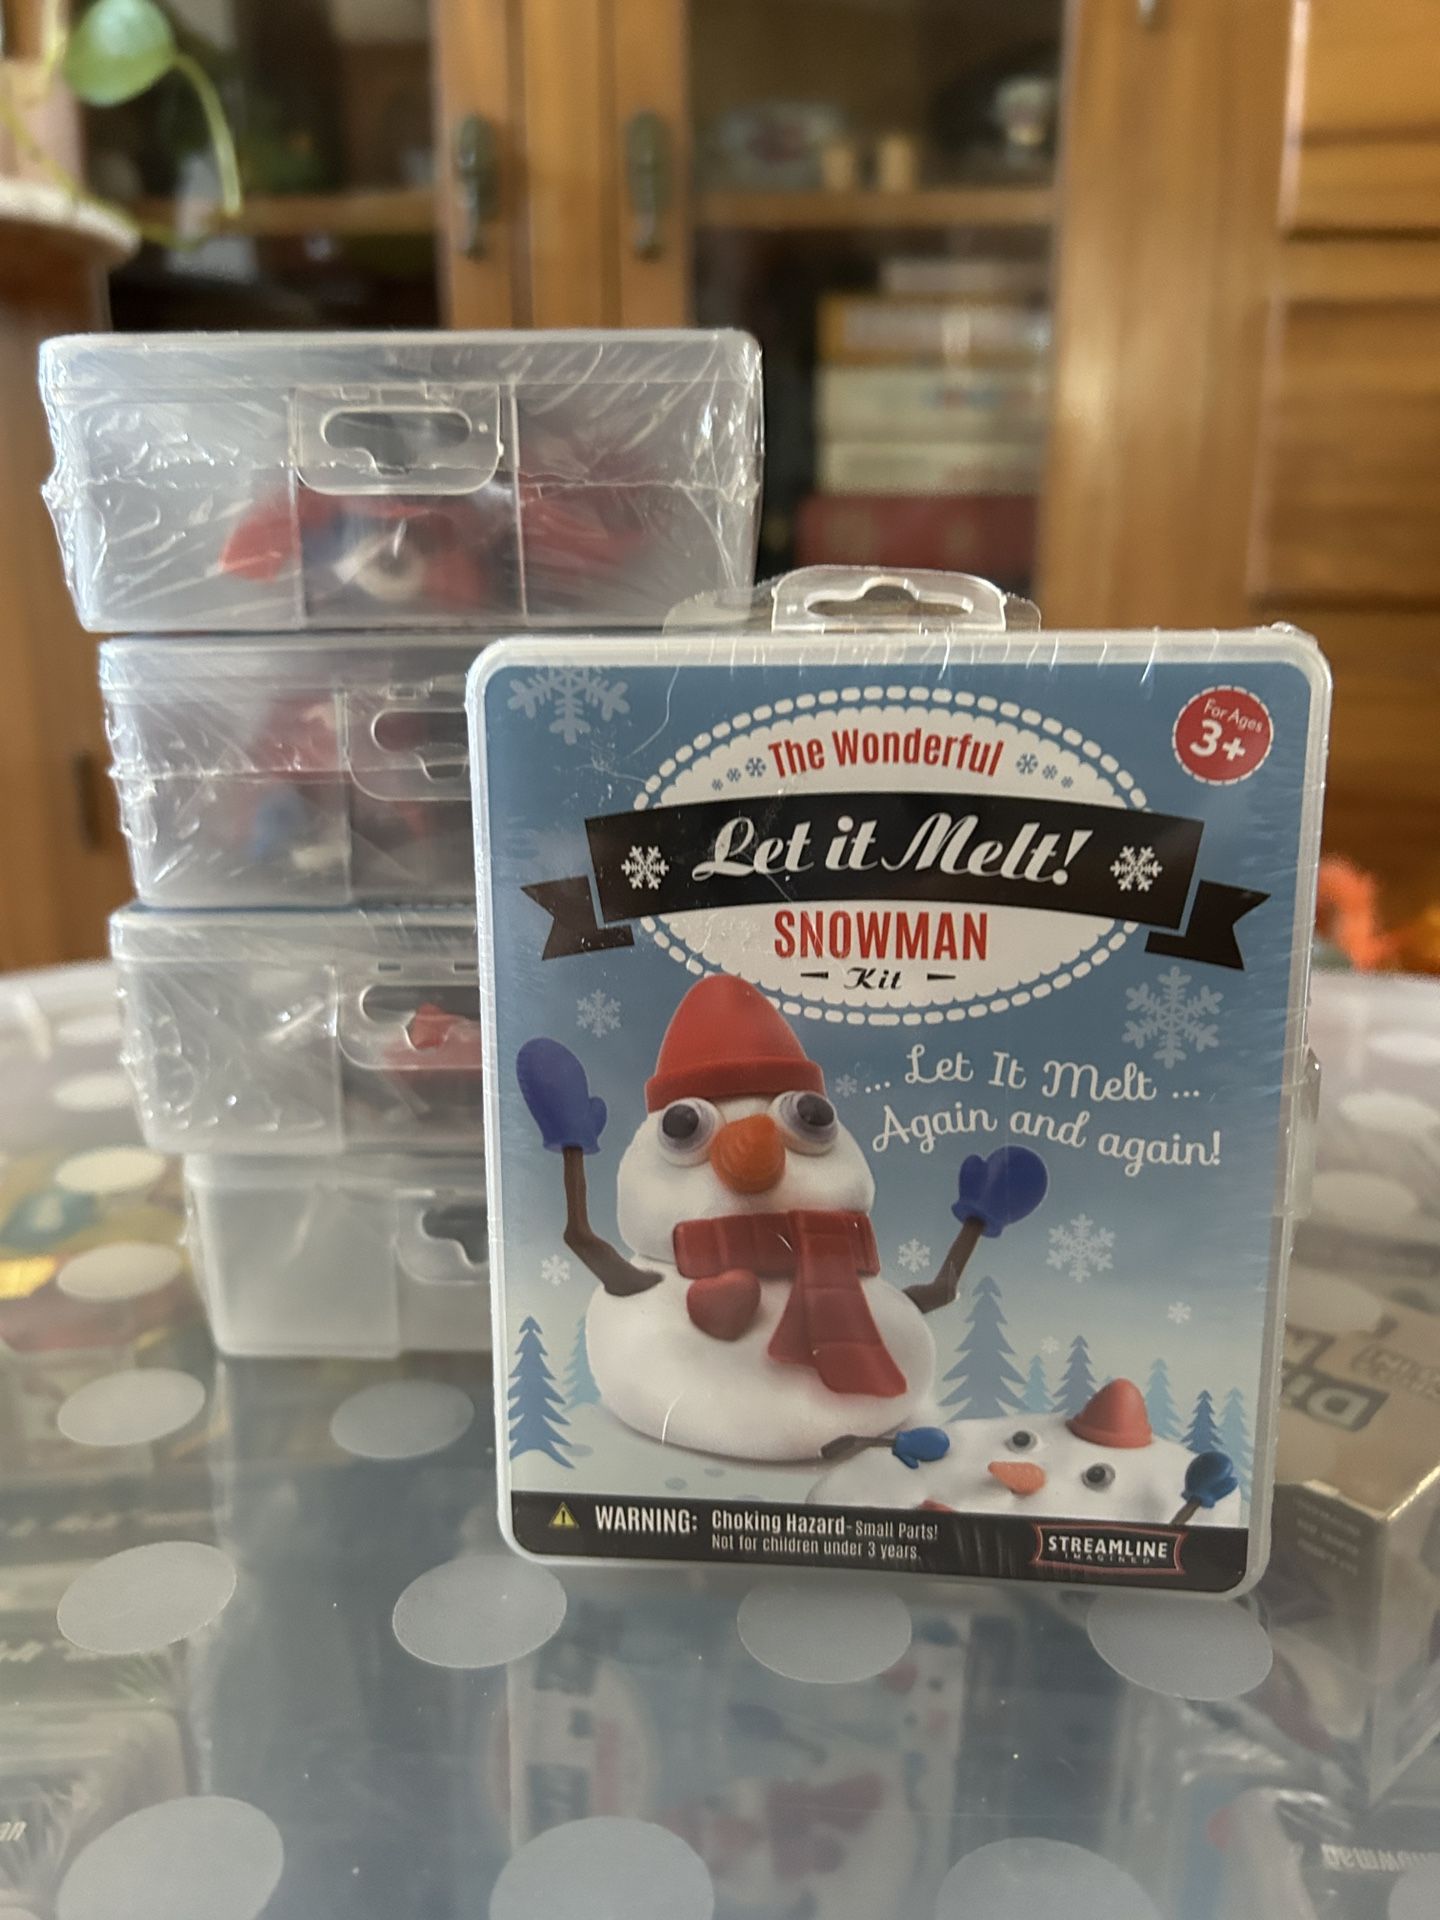 The Wonderful
For Ages
3+
Let it Melt!
SNOWMAN
Kit
... Let It Melt ...
Again and again!
WARNING: Choking Hazard- Small Parts!
Not for children under 3 years.
STREAMLINE
IMAGINED